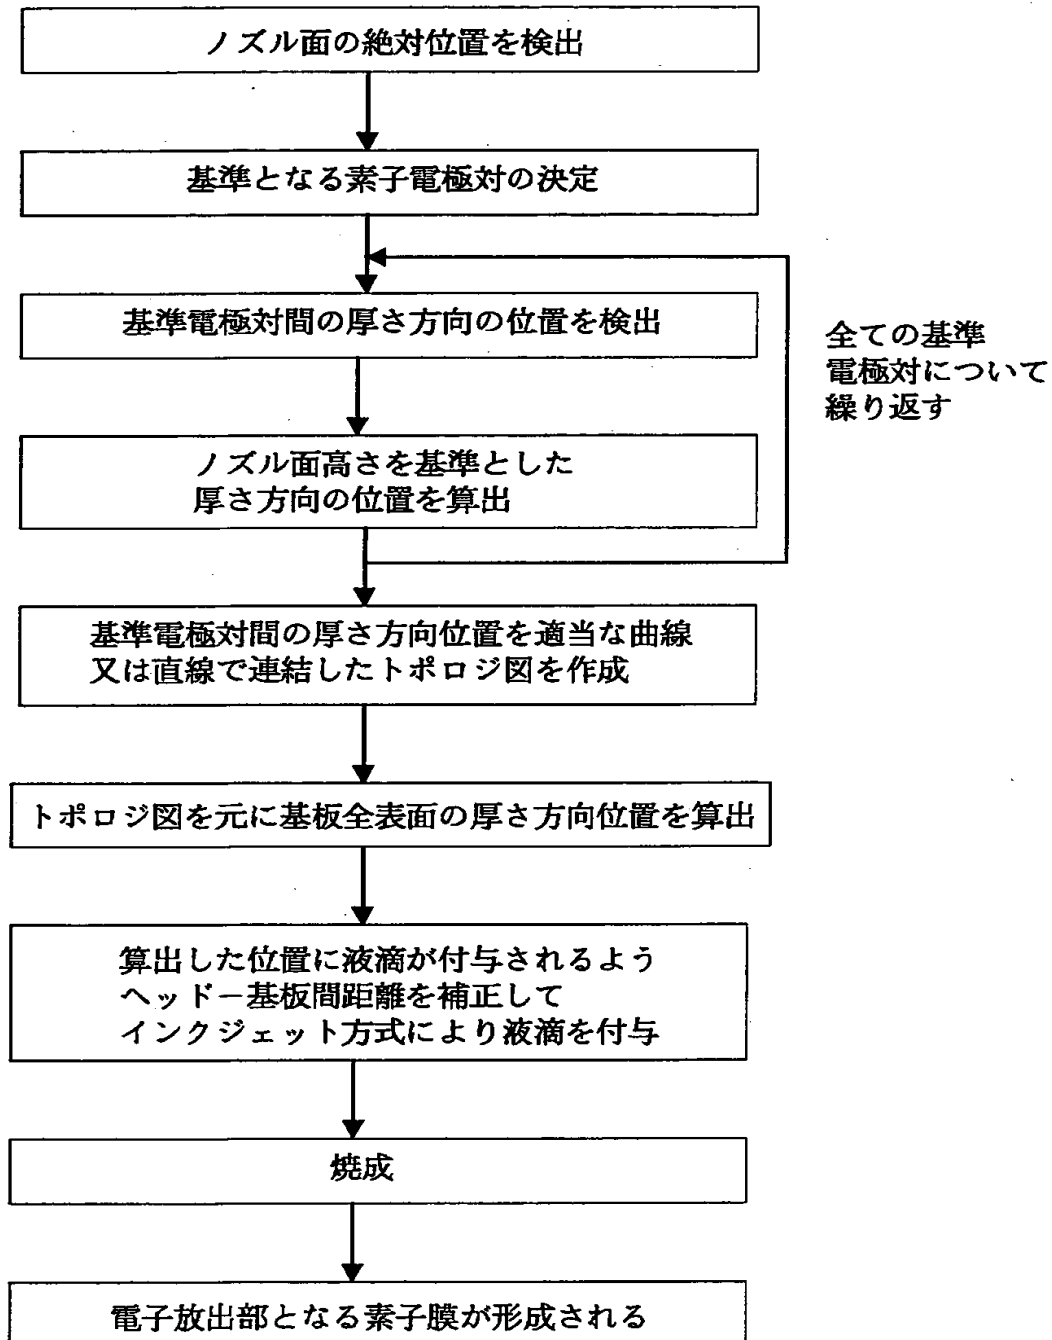 ノズル面の絶対位置を検出
基準となる素子電極対の決定
基準電極対間の厚さ方向の位置を検出
全ての基準
電極対について
繰り返す
ノズル面高さを基準とした
厚さ方向の位置を算出
基準電極対間の厚さ方向位置を適当な曲線
又は直線で連結したトポロジ図を作成
トポロジ図を元に基板全表面の厚さ方向位置を算出
算出した位置に液滴が付与されるよう
ヘッドー基板間距離を補正して
インクジェット方式により液滴を付与
焼成
電子放出部となる素子膜が形成される